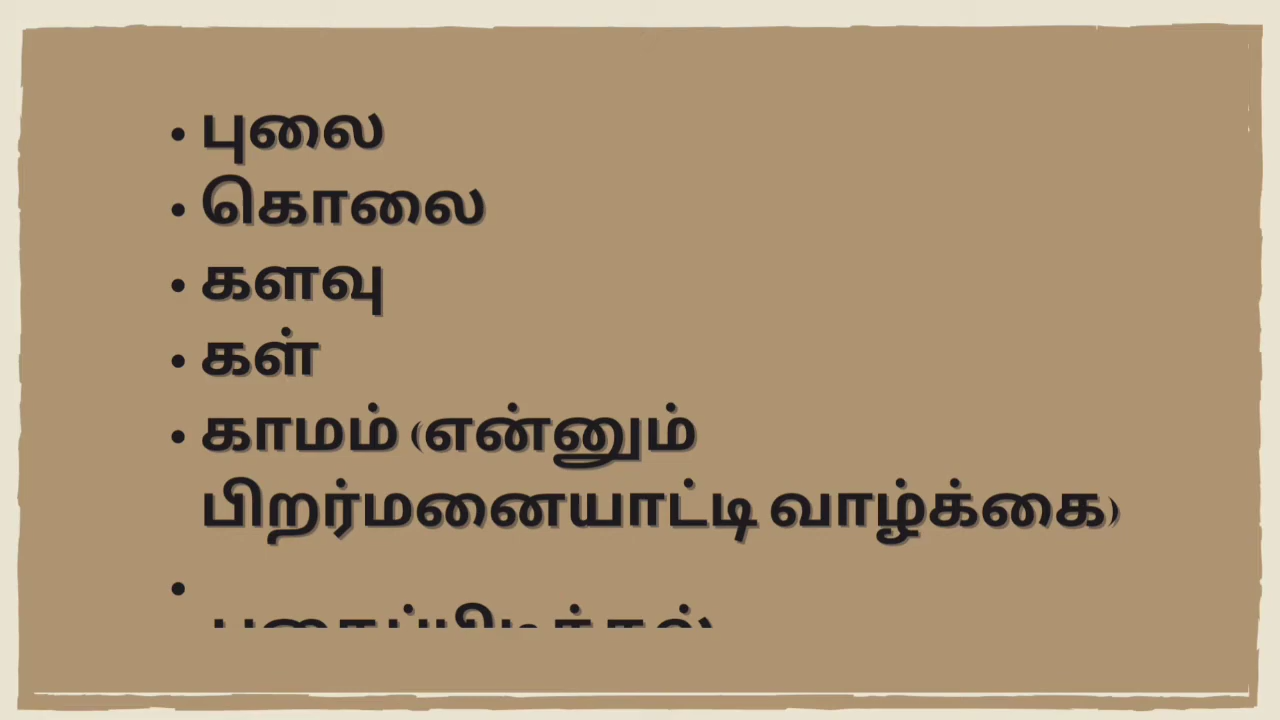 • புலை
• கொலை
• களவு
• கள்
• காமம் (என்னும்
பிறர்மனையாட்டி வாழ்க்கை)
•